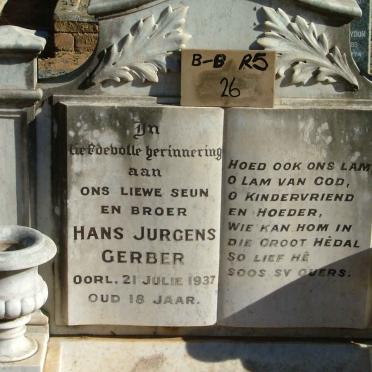 B-B R5
26
In
liefdevolle herinnering
aan
ONS LIEWE SEUN
EN BROER
HANS JURGENS
GERBER
OORL. 21 JULIE 1937
OUD 18 JAAR.
HOED OOK ONS LAM
O LAM VAN GOD,
O KINDERVRIEND
EN HOEDER,
WIE KAN HOM IN
DIE GROOT HÊDAL
SO LIEF HÊ
SOOS SY OUERS.